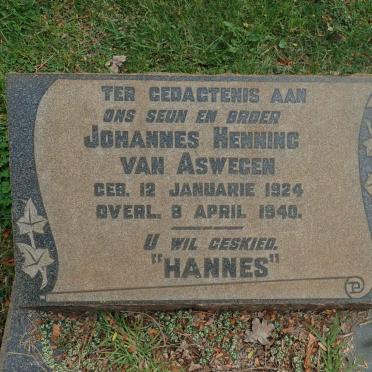 TER GEDAGTENIS AAN
ONS SEUN EN BROER
JOHANNES HENNING
VAN ASWEGEN
GEB. 12 JANUARIE 1924
OVERL. 8 APRIL 1940.
U WIL GESKIED.
"HANNES"